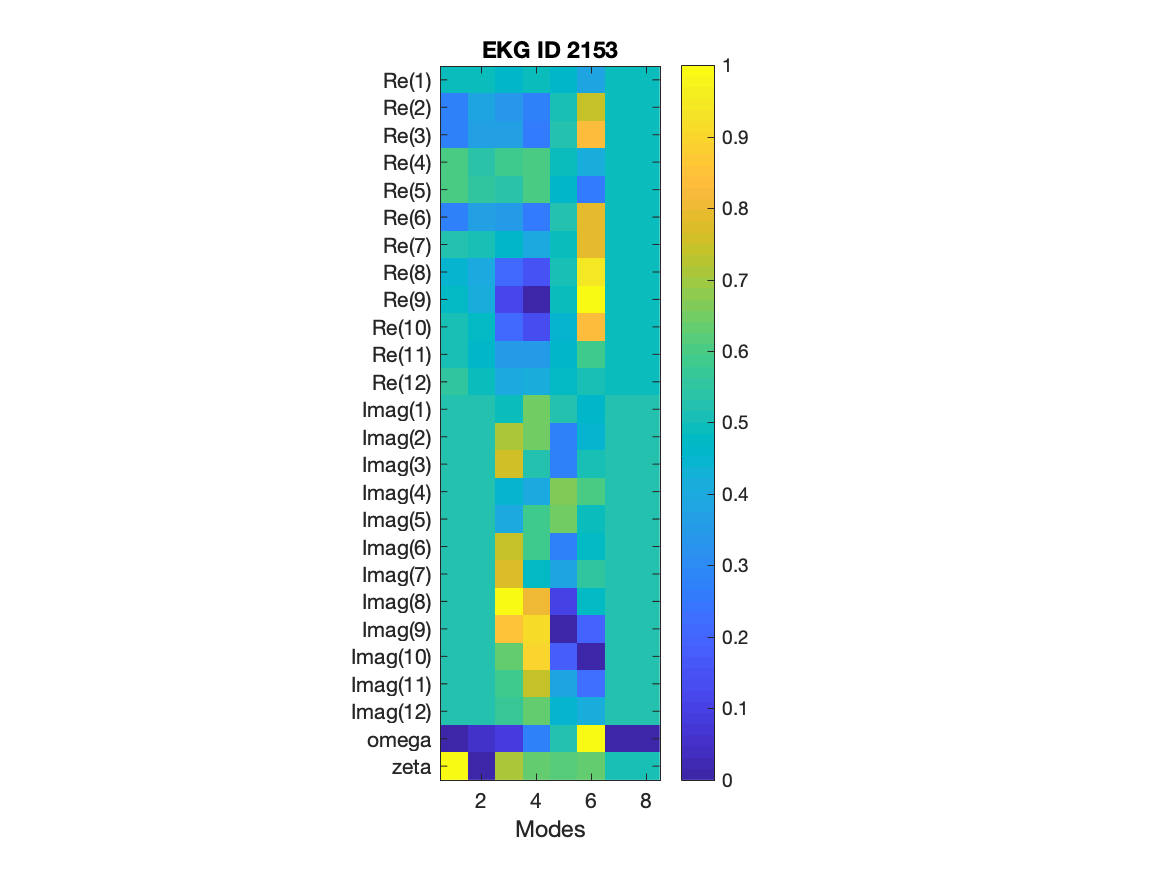 EKG ID 2153
Re(1)
Re(2)
Re(3)
Re(4)
Re(5)
Re(6)
Re(7)
Re(8)
Re(9)
Re(10)
Re(11)
Re(12)
Imag(1)
Imag(2)
Imag(3)
Imag(4)
Imag(5)
Imag(6)
Imag(7)
Imag(8)
Imag(9)
Imag(10)
Imag(11)
Imag(12)
omega
zeta
2 4 6 8
Modes
1
0.9
0.8
0.7
0.6
0.5
0.4
0.3
0.2
0.1
0